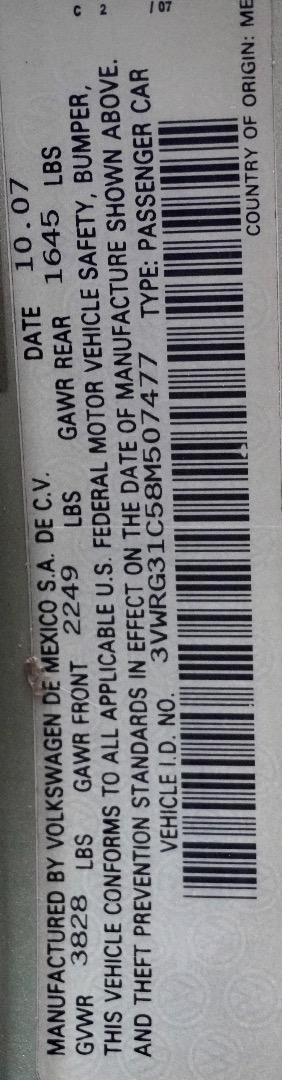 C 2 /07
MANUFACTURED BY VOLKSWAGEN DE MEXICO S.A. DE C.V. DATE 10.07
GVWR 3828 LBS GAWR FRONT 2249 LBS GAWR REAR 1645 LBS
THIS VEHICLE CONFORMS TO ALL APPLICABLE U.S. FEDERAL MOTOR VEHICLE SAFETY, BUMPER,
AND THEFT PREVENTION STANDARDS IN EFFECT ON THE DATE OF MANUFACTURE SHOWN ABOVE.
VEHICLE I.D. NO. 3VWRG31C58M507477 TYPE: PASSENGER CAR
COUNTRY OF ORIGIN: ME